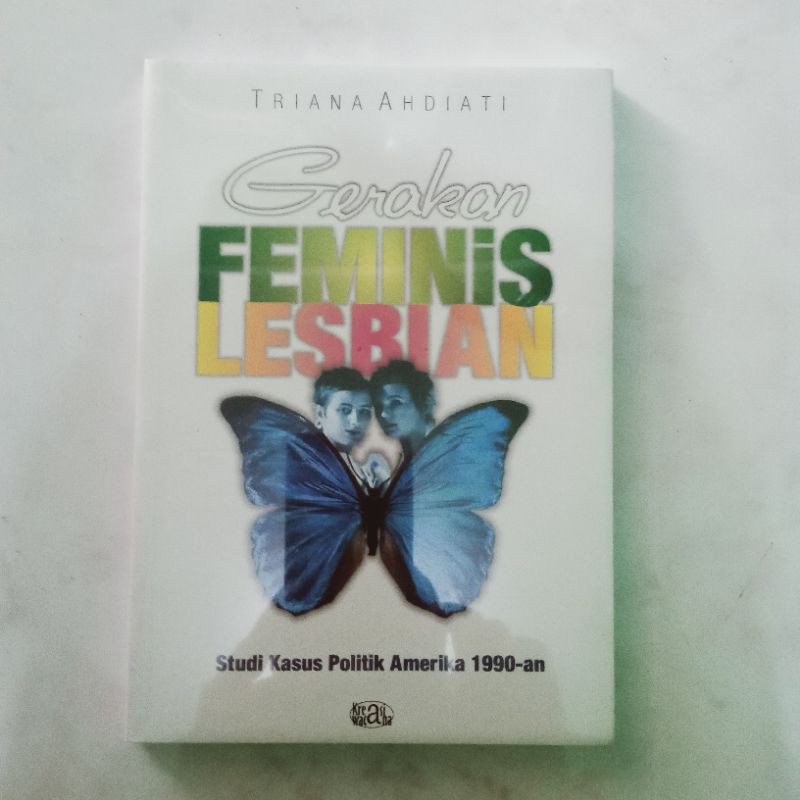 TRIANA AHDIATI
Gerakan
FEMINiS
LESBIAN
Studi Kasus Politik Amerika 1990-an
Kreasi
wacana